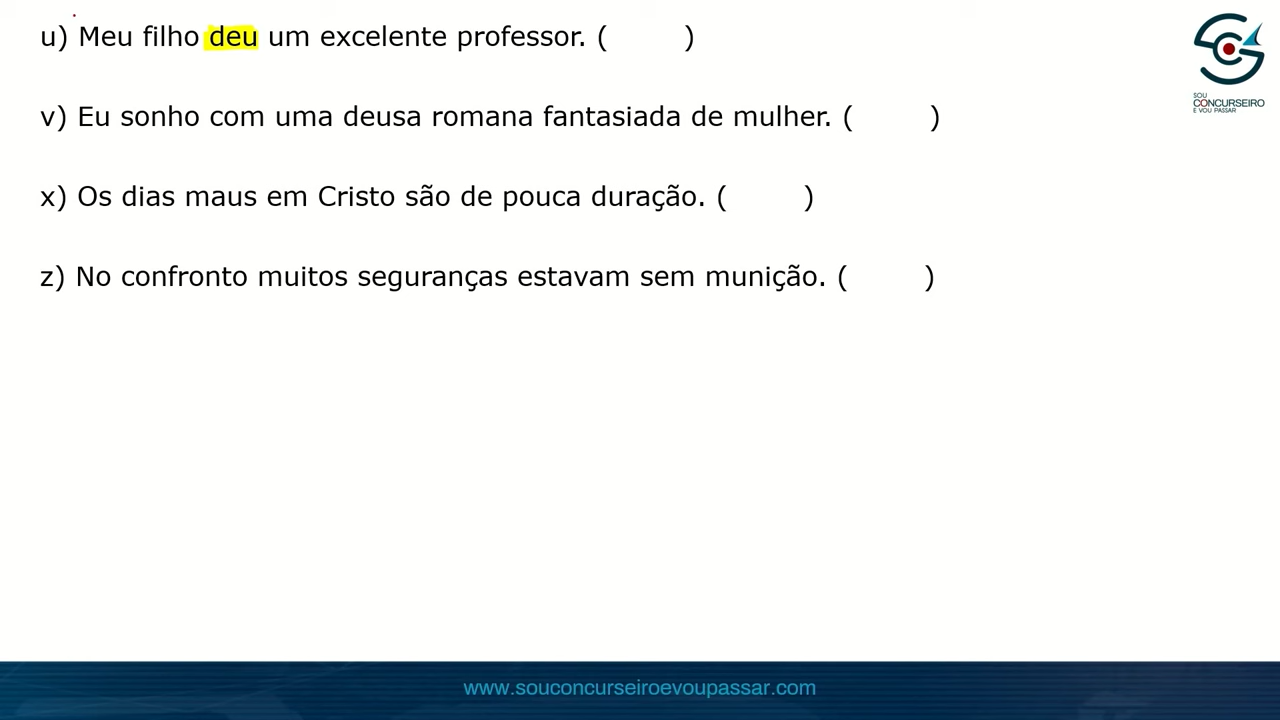 u) Meu filho deu um excelente professor. ( )
v) Eu sonho com uma deusa romana fantasiada de mulher. ( )
x) Os dias maus em Cristo são de pouca duração. ( )
z) No confronto muitos seguranças estavam sem munição. ( )
SOU
CONCURSEIRO
E VOU PASSAR
www.souconcurseiroevoupassar.com